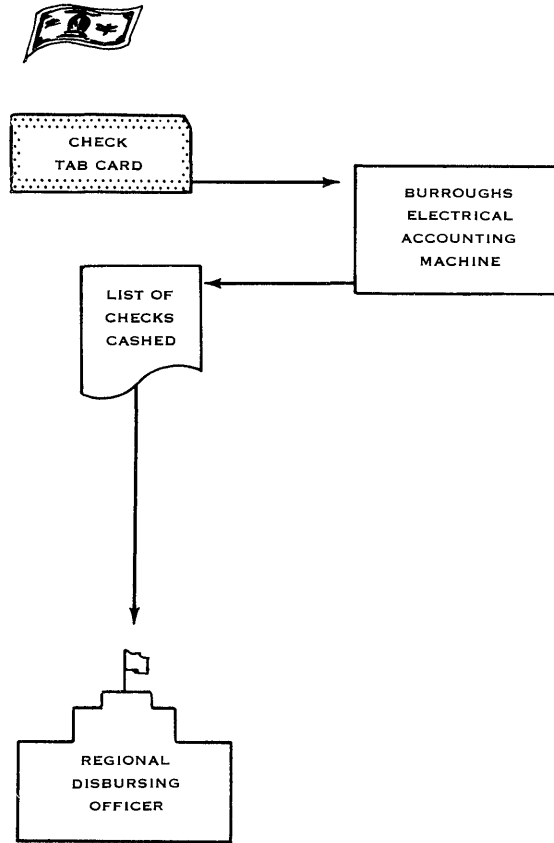 CHECK
TAB CARD
BURROUGHS
ELECTRICAL
ACCOUNTING
MACHINE
LIST OF
CHECKS
CASHED
REGIONAL
DISBURSING
OFFICER